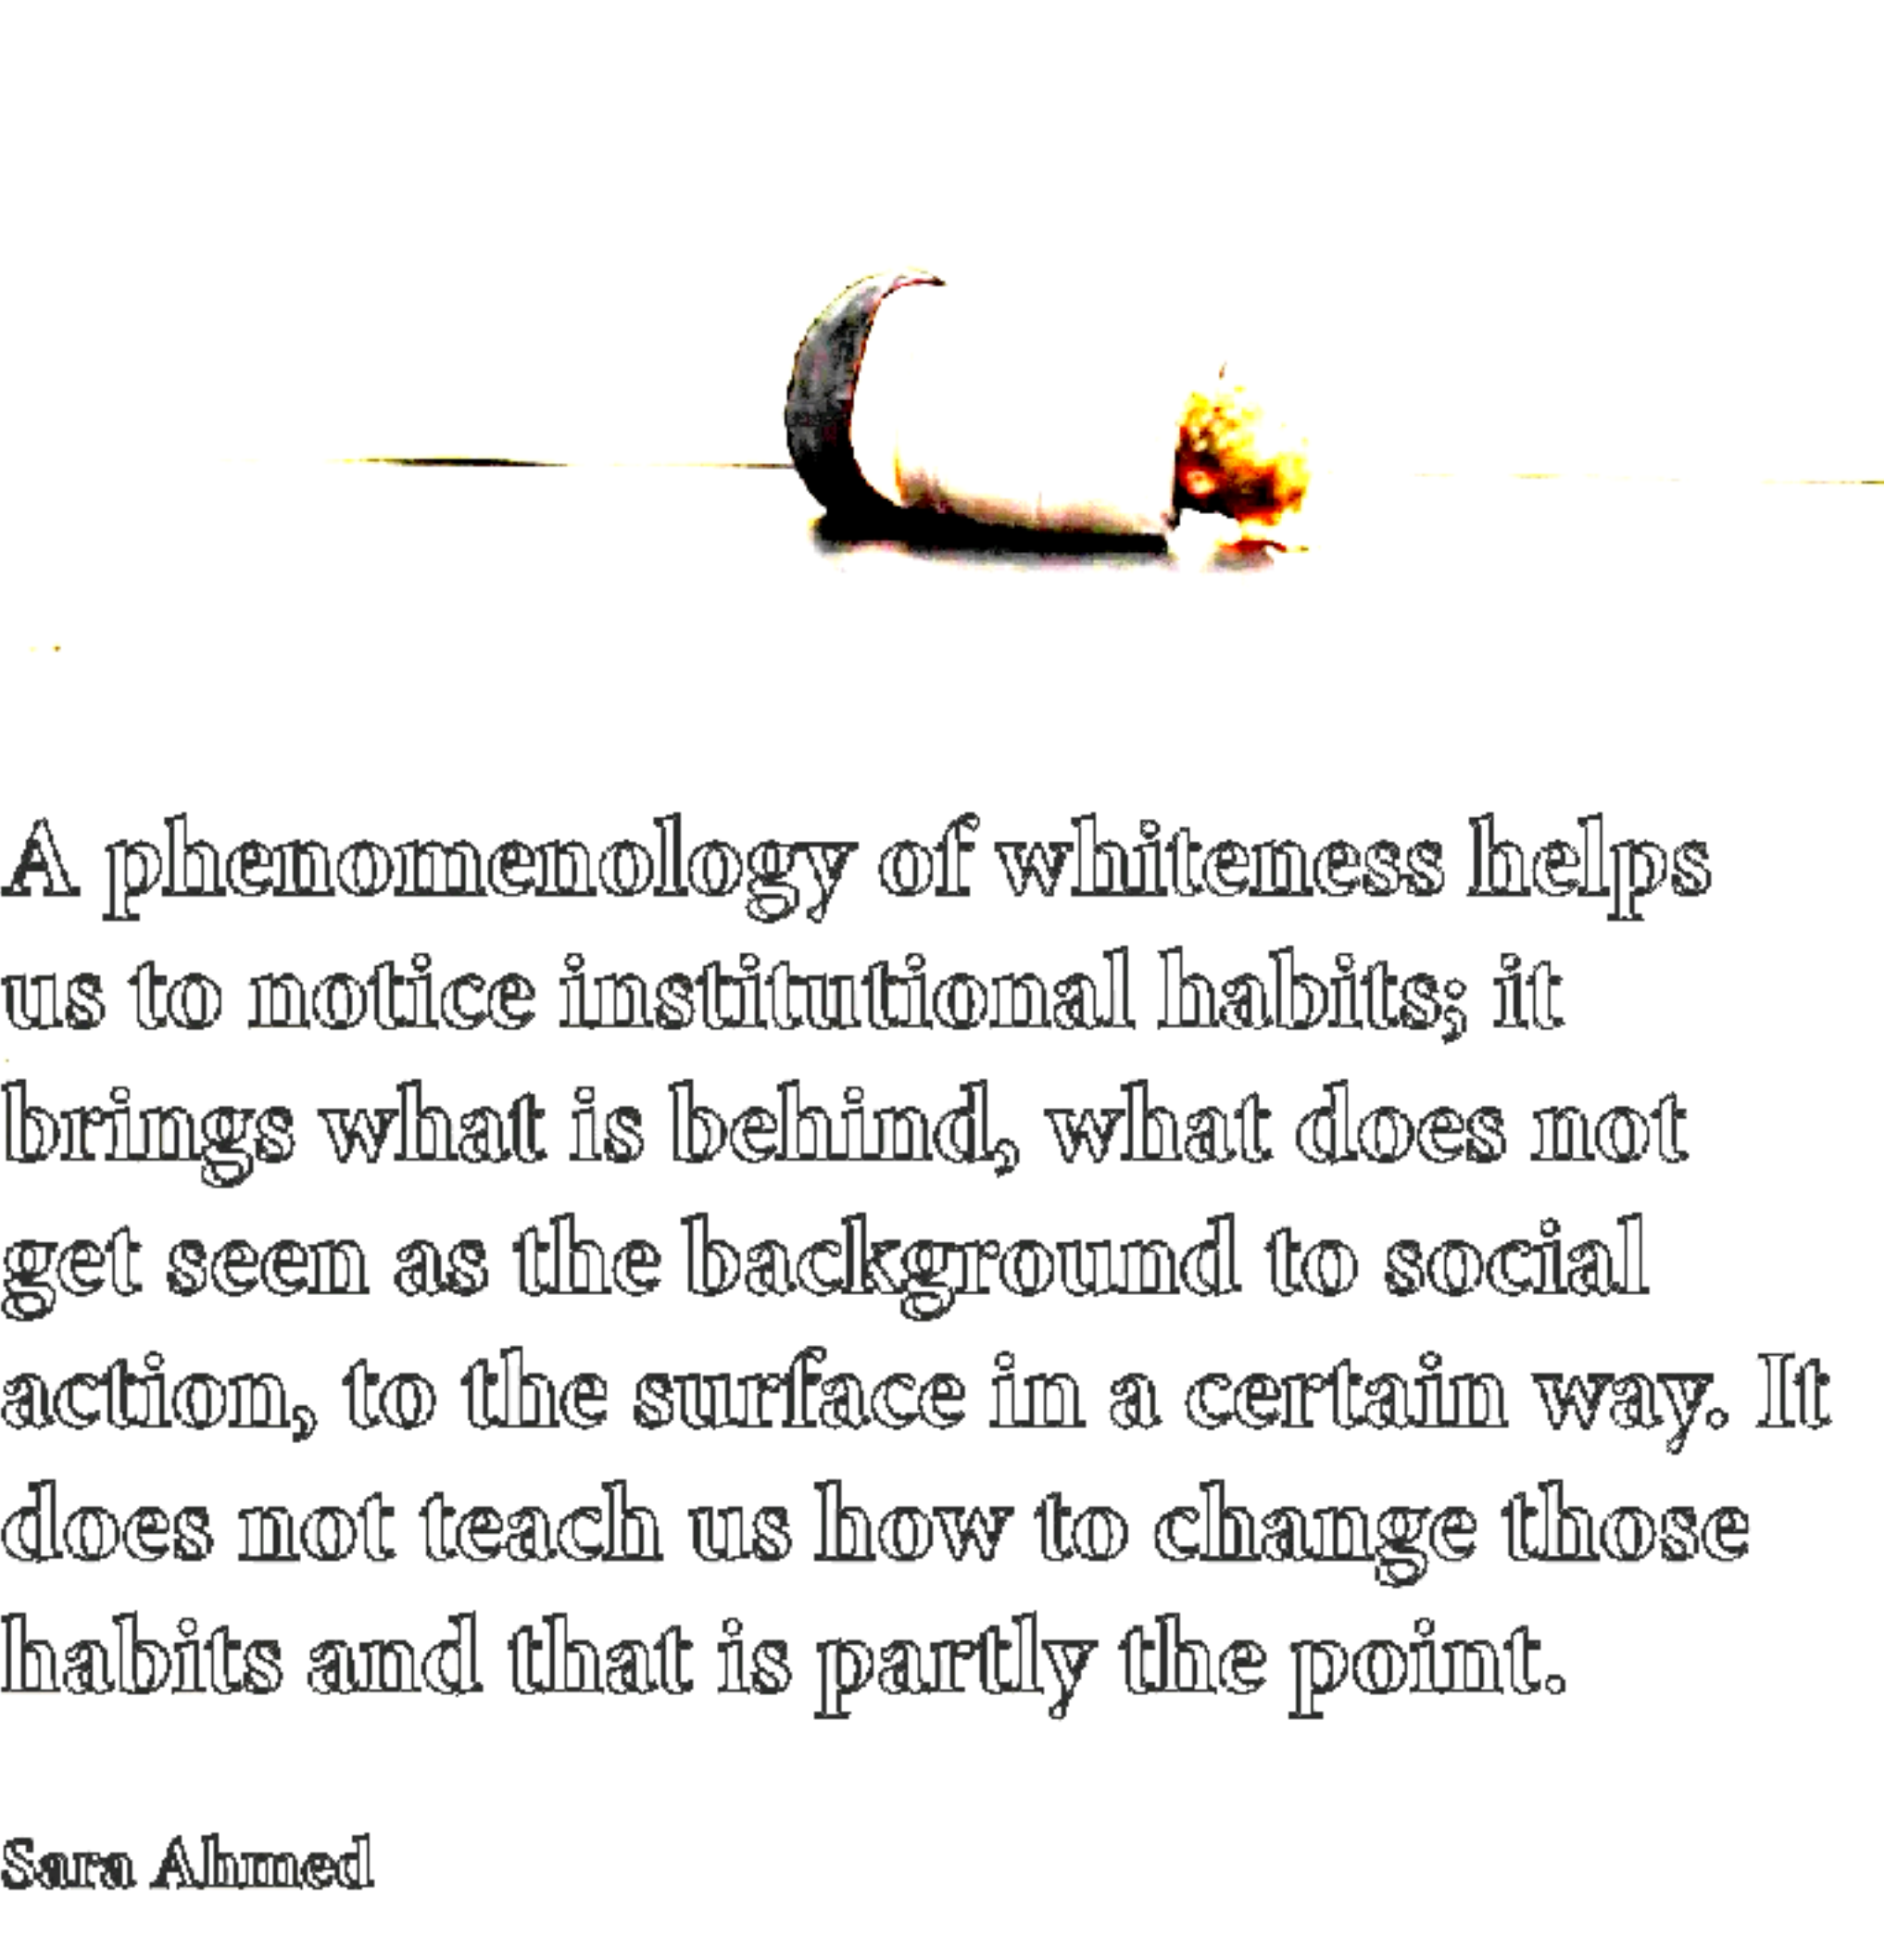 A phenomenology of whiteness helps
us to notice institutional habits; it
brings what is behind, what does not
get seen as the background to social
action, to the surface in a certain way. It
does not teach us how to change those
habits and that is partly the point.
Sara Ahmed